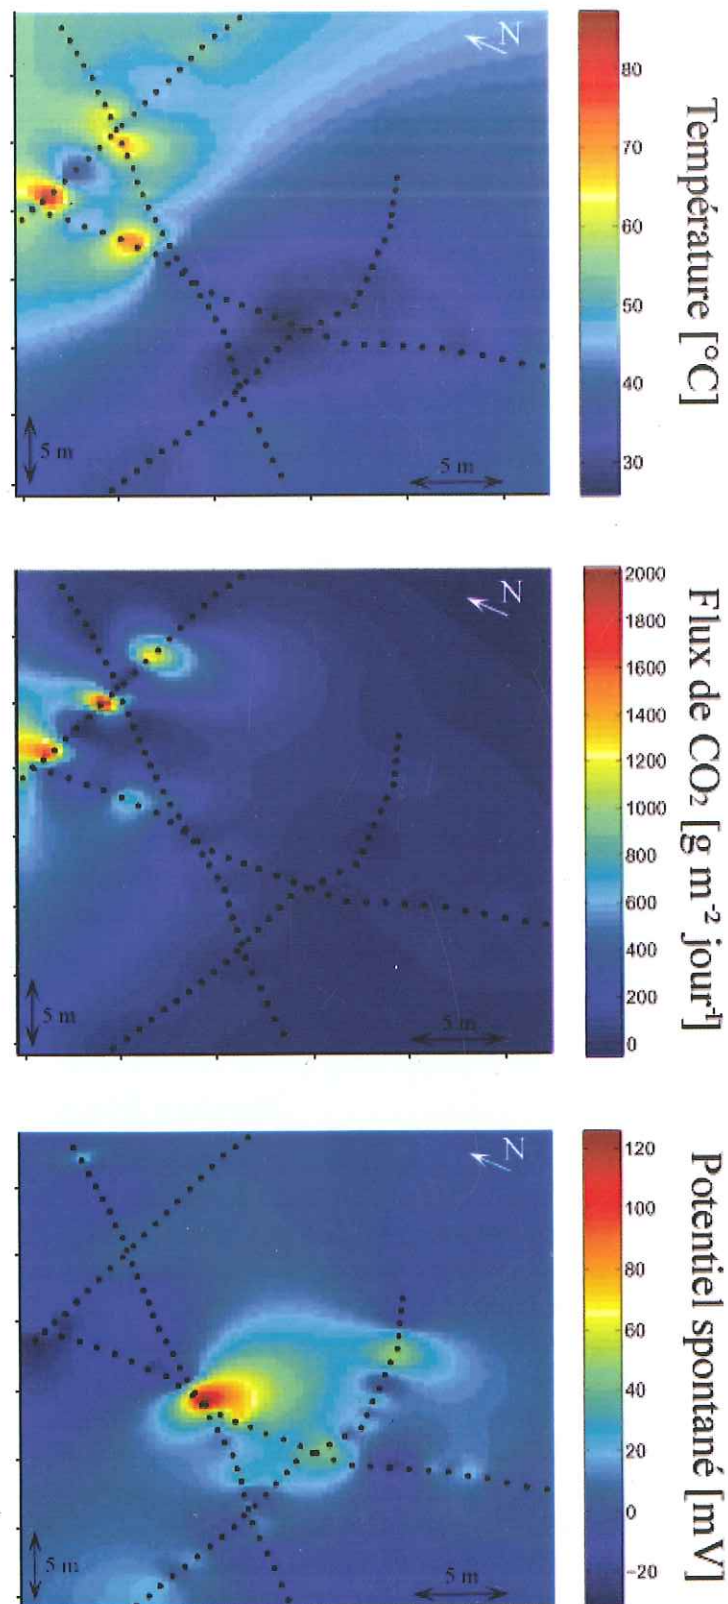 N
5 m
5 m
80
70
60
50
40
30
Température [°C]
N
5 m
5 m
2000
1800
1600
1400
1200
1000
800
600
400
200
0
Flux de CO₂ [g m⁻² jour⁻¹]
N
5 m
5 m
120
100
80
60
40
20
0
−20
Potentiel spontané [mV]